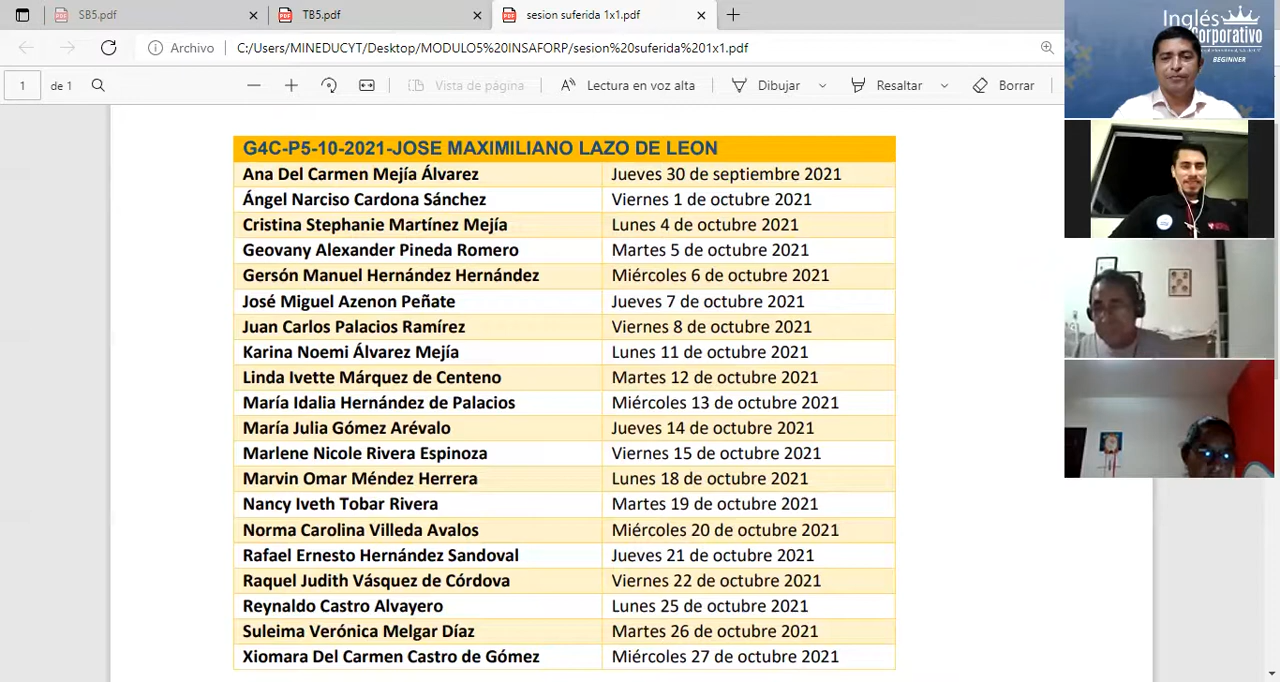 SB5.pdf
TB5.pdf
sesion suferida 1x1.pdf
Archivo
C:/Users/MINEDUCYT/Desktop/MODULO5%20INSAFORP/sesion%20suferida%201x1.pdf
1 de 1
Vista de página
Lectura en voz alta
Dibujar
Resaltar
Borrar
Inglés
Corporativo
BEGINNER
G4C-P5-10-2021-JOSE MAXIMILIANO LAZO DE LEON
Ana Del Carmen Mejía Álvarez Jueves 30 de septiembre 2021
Ángel Narciso Cardona Sánchez Viernes 1 de octubre 2021
Cristina Stephanie Martínez Mejía Lunes 4 de octubre 2021
Geovany Alexander Pineda Romero Martes 5 de octubre 2021
Gersón Manuel Hernández Hernández Miércoles 6 de octubre 2021
José Miguel Azenon Peñate Jueves 7 de octubre 2021
Juan Carlos Palacios Ramírez Viernes 8 de octubre 2021
Karina Noemi Álvarez Mejía Lunes 11 de octubre 2021
Linda Ivette Márquez de Centeno Martes 12 de octubre 2021
María Idalia Hernández de Palacios Miércoles 13 de octubre 2021
María Julia Gómez Arévalo Jueves 14 de octubre 2021
Marlene Nicole Rivera Espinoza Viernes 15 de octubre 2021
Marvin Omar Méndez Herrera Lunes 18 de octubre 2021
Nancy Iveth Tobar Rivera Martes 19 de octubre 2021
Norma Carolina Villeda Avalos Miércoles 20 de octubre 2021
Rafael Ernesto Hernández Sandoval Jueves 21 de octubre 2021
Raquel Judith Vásquez de Córdova Viernes 22 de octubre 2021
Reynaldo Castro Alvayero Lunes 25 de octubre 2021
Suleima Verónica Melgar Díaz Martes 26 de octubre 2021
Xiomara Del Carmen Castro de Gómez Miércoles 27 de octubre 2021